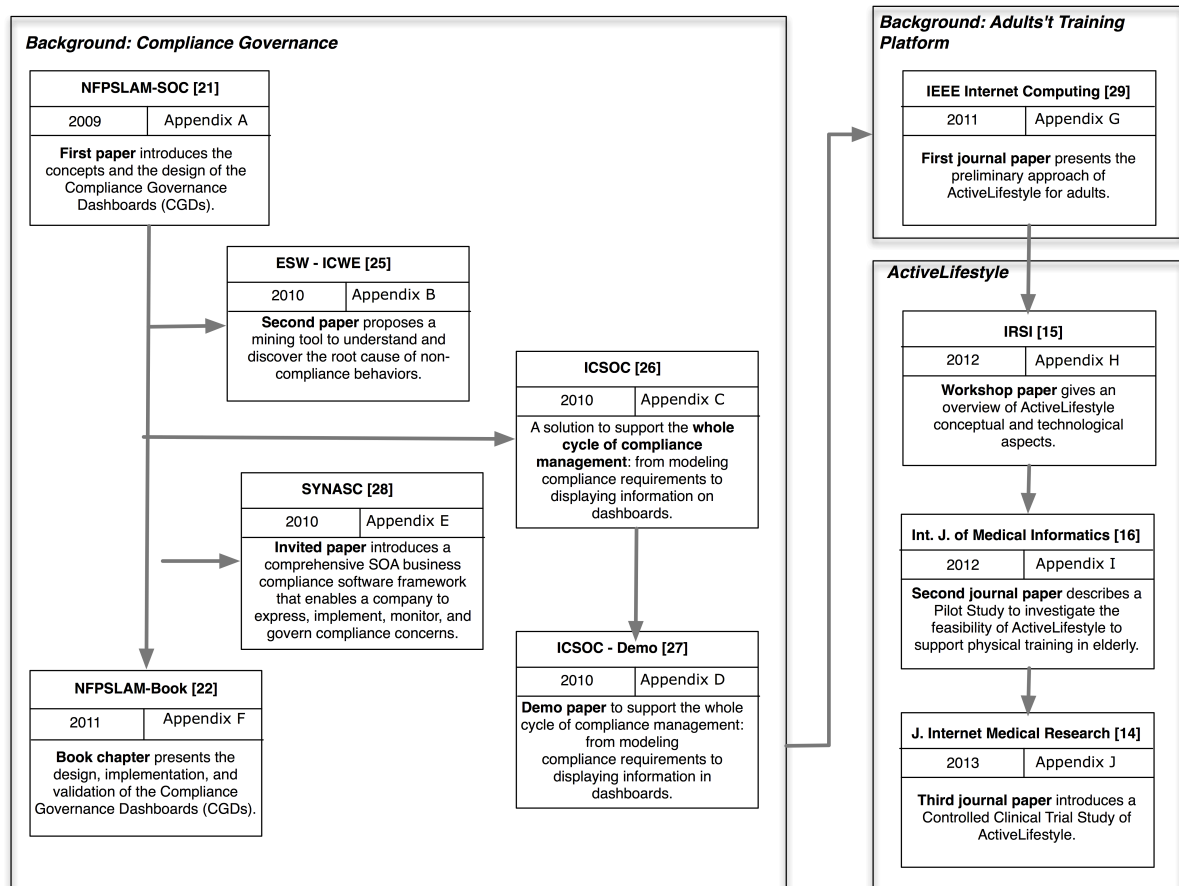 Background: Compliance Governance
NFPSLAM-SOC [21]
2009
Appendix A
First paper introduces the
concepts and the design of the
Compliance Governance
Dashboards (CGDs).
ESW - ICWE [25]
2010
Appendix B
Second paper proposes a
mining tool to understand and
discover the root cause of non-
compliance behaviors.
ICSOC [26]
2010
Appendix C
A solution to support the whole
cycle of compliance
management: from modeling
compliance requirements to
displaying information on
dashboards.
SYNASC [28]
2010
Appendix E
Invited paper introduces a
comprehensive SOA business
compliance software framework
that enables a company to
express, implement, monitor, and
govern compliance concerns.
ICSOC - Demo [27]
2010
Appendix D
Demo paper to support the whole
cycle of compliance management:
from modeling
compliance requirements to
displaying information in
dashboards.
NFPSLAM-Book [22]
2011
Appendix F
Book chapter presents the
design, implementation, and
validation of the Compliance
Governance Dashboards (CGDs).
Background: Adults't Training
Platform
IEEE Internet Computing [29]
2011
Appendix G
First journal paper presents the
preliminary approach of
ActiveLifestyle for adults.
ActiveLifestyle
IRSI [15]
2012
Appendix H
Workshop paper gives an
overview of ActiveLifestyle
conceptual and technological
aspects.
Int. J. of Medical Informatics [16]
2012
Appendix I
Second journal paper describes a
Pilot Study to investigate the
feasibility of ActiveLifestyle to
support physical training in elderly.
J. Internet Medical Research [14]
2013
Appendix J
Third journal paper introduces a
Controlled Clinical Trial Study of
ActiveLifestyle.